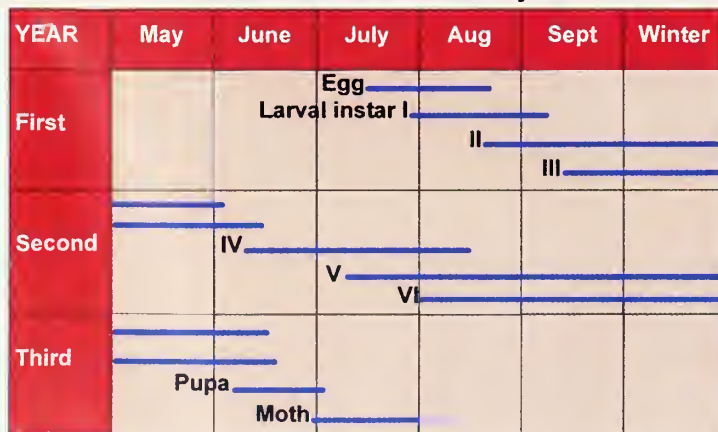 YEAR May June July Aug Sept Winter
Egg
First
Larval instar I
II
III
Second
IV
V
VI
Third
Pupa
Moth